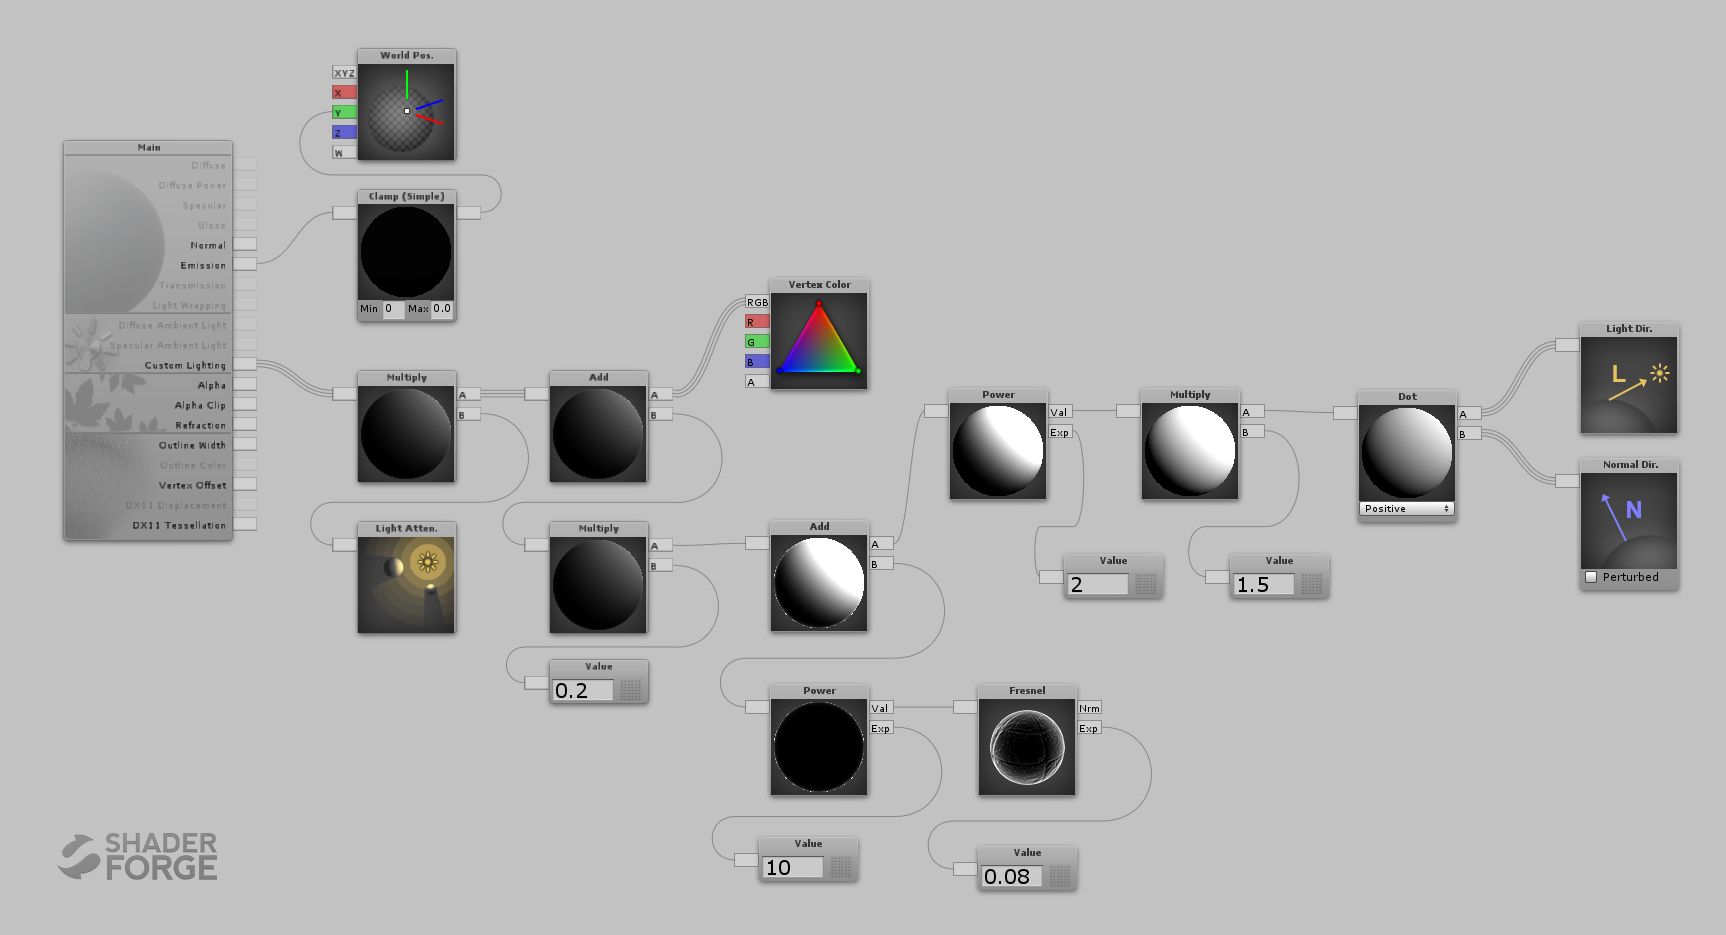 World Pos.
XYZ
X
Y
Z
W
Main
Diffuse
Diffuse Power
Specular
Gloss
Normal
Emission
Transmission
Light Wrapping
Diffuse Ambient Light
Specular Ambient Light
Custom Lighting
Alpha
Alpha Clip
Refraction
Outline Width
Outline Color
Vertex Offset
DX11 Displacement
DX11 Tessellation
Clamp (Simple)
Min 0 Max 0.0
Multiply
A
B
Light Atten.
Add
A
B
Multiply
A
B
Value
0.2
Vertex Color
RGB
R
G
B
A
Add
A
B
Power
Val
Exp
Value
10
Fresnel
Nrm
Exp
Value
0.08
Power
Val
Exp
Value
2
Multiply
A
B
Value
1.5
Dot
A
B
Positive
Light Dir.
L
Normal Dir.
N
Perturbed
SHADER
FORGE